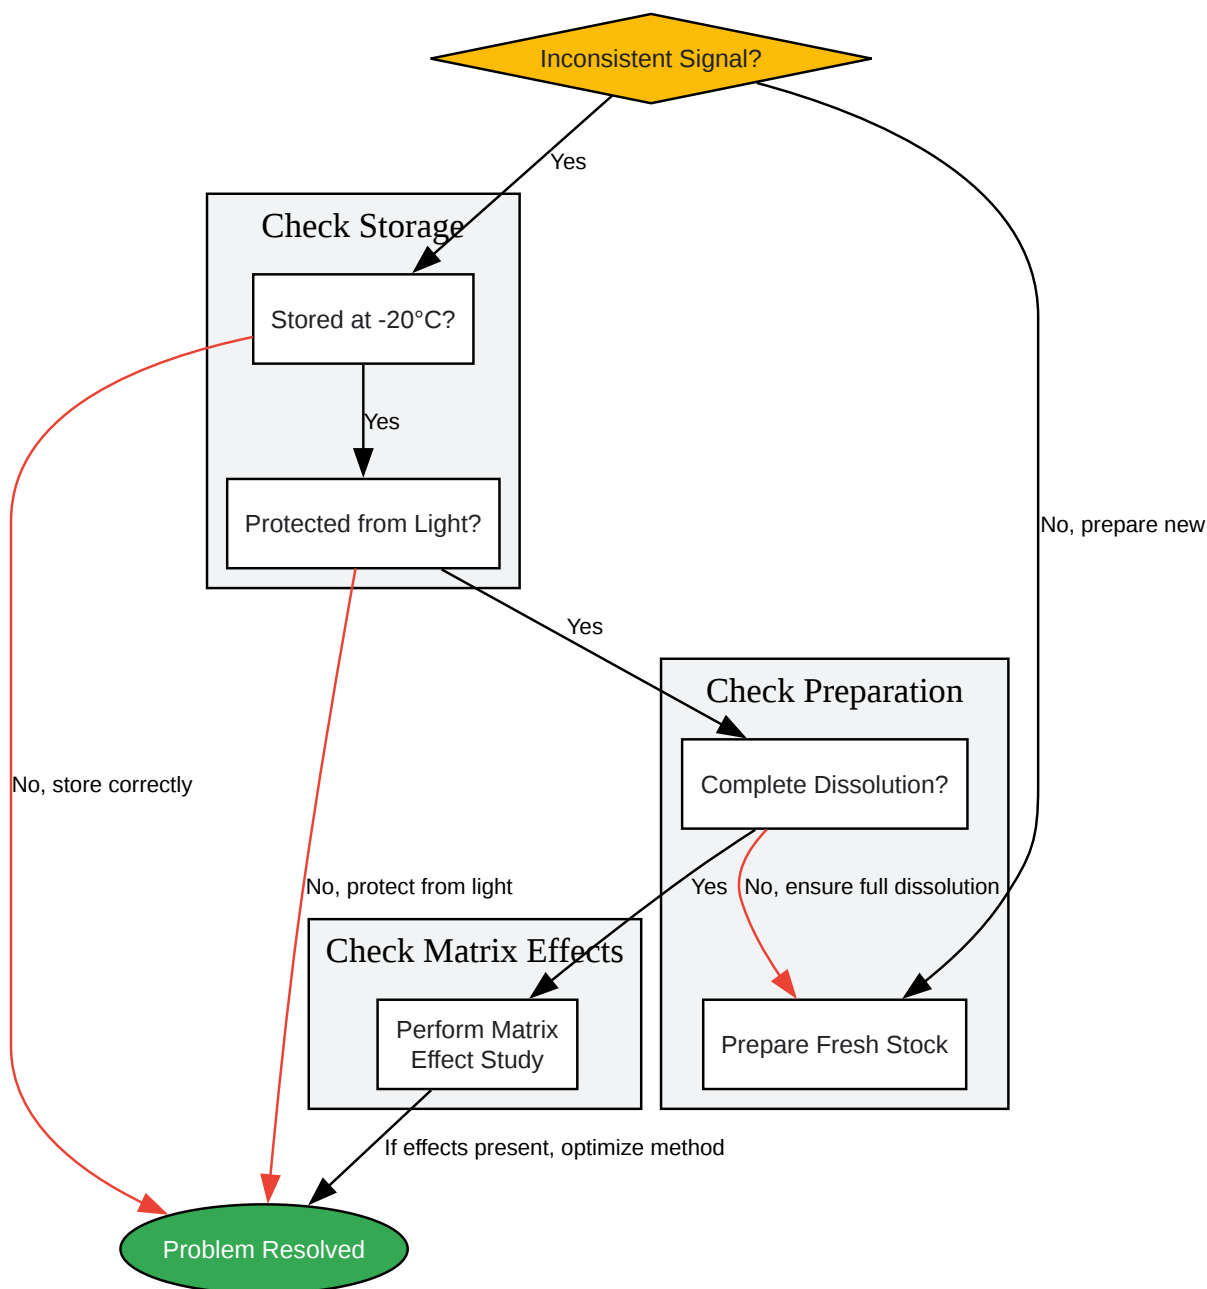 Inconsistent Signal?
Yes
Check Storage
Stored at -20°C?
Yes
Protected from Light?
No, prepare new
Yes
Check Preparation
Complete Dissolution?
No, store correctly
No, protect from light
Yes
No, ensure full dissolution
Check Matrix Effects
Perform Matrix
Effect Study
Prepare Fresh Stock
If effects present, optimize method
Problem Resolved